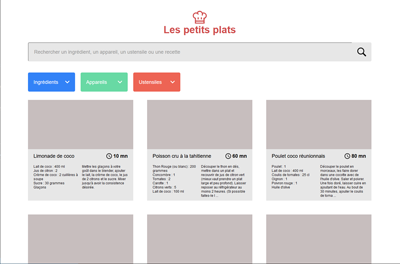 Les petits plats
Rechercher un ingrédient, un appareil, un ustensile ou une recette
Ingrédients
Appareils
Ustensiles
Limonade de coco
10 mn
Lait de coco : 400 ml
Jus de citron : 2
Crème de coco : 2 cuillères à
soupe
Sucre : 30 grammes
Glaçons
Mettre les glaçons à votre
goût dans le blender, ajouter
le lait, la crème de coco, le jus
de 2 citrons et le sucre. Mixer
jusqu'à avoir la consistence
désirée
Poisson cru à la tahitienne
60 mn
Thon Rouge (ou blanc) : 200
grammes
Concombre : 1
Tomates : 2
Carotte : 1
Citrons verts : 5
Lait de coco : 100 ml
Découper le thon en dés,
mettre dans un plat et
recouvrir de jus de citron vert
(mieux vaut prendre un plat
large et peu profond). Laisser
reposer au réfrigérateur au
moins 2 heures. (Si possible
faites le l...
Poulet coco réunionnais
80 mn
Poulet : 1
Lait de coco : 400 ml
Coulis de tomates : 25 cl
Oignon : 1
Poivron rouge : 1
Huile d'olive
Découper le poulet en
morceaux, les faire dorer
dans une cocotte avec de
l'huile d'olive. Saler et poivrer
Une fois doré, laisser cuire en
ajoutant de l'eau. Au bout de
30 minutes, ajouter le coulis
de toma...